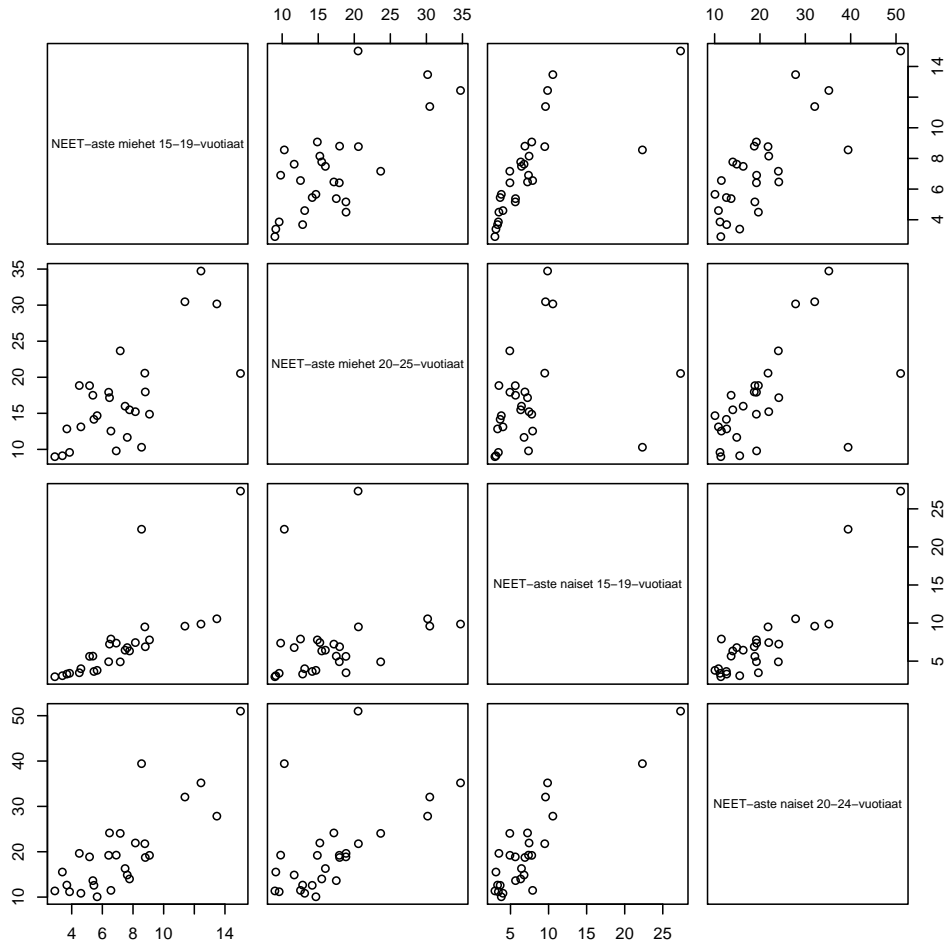 10 15 20 25 30 35
10 20 30 40 50
NEET−aste miehet 15−19−vuotiaat
4 6 8 10 14
10 15 20 25 30 35
NEET−aste miehet 20−25−vuotiaat
NEET−aste naiset 15−19−vuotiaat
5 10 15 20 25
10 20 30 40 50
NEET−aste naiset 20−24−vuotiaat
4 6 8 10 14
5 10 15 20 25